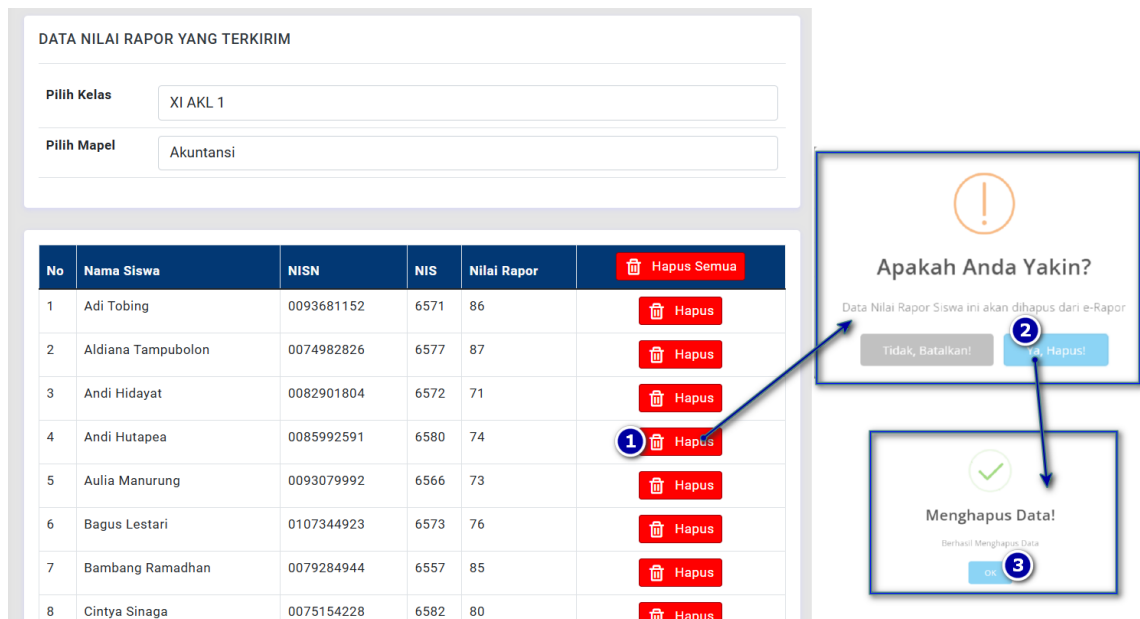 DATA NILAI RAPOR YANG TERKIRIM
Pilih Kelas XI AKL 1
Pilih Mapel Akuntansi
No Nama Siswa NISN NIS Nilai Rapor Hapus Semua
1 Adi Tobing 0093681152 6571 86 Hapus
2 Aldiana Tampubolon 0074982826 6577 87 Hapus
3 Andi Hidayat 0082901804 6572 71 Hapus
4 Andi Hutapea 0085992591 6580 74 1 Hapus
5 Aulia Manurung 0093079992 6566 73 Hapus
6 Bagus Lestari 0107344923 6573 76 Hapus
7 Bambang Ramadhan 0079284944 6557 85 Hapus
8 Cintya Sinaga 0075154228 6582 80 Hapus
Apakah Anda Yakin?
Data Nilai Rapor Siswa ini akan dihapus dari e-Rapor
2
Tidak, Batalkan! Ya, Hapus!
Menghapus Data!
Berhasil Menghapus Data
OK 3